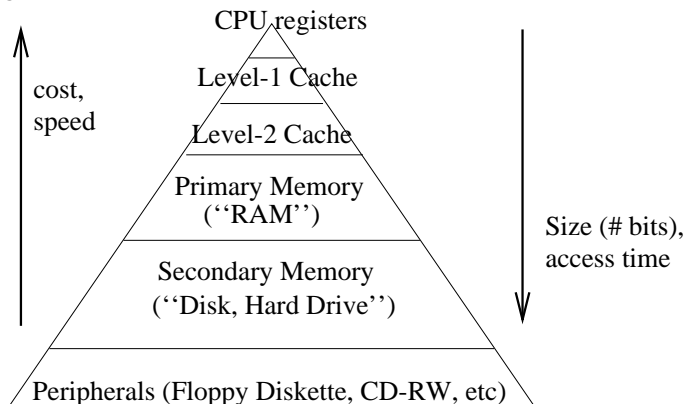 CPU registers
Level-1 Cache
cost,
speed
Level-2 Cache
Primary Memory
(‘‘RAM’’)
Size (# bits),
access time
Secondary Memory
(‘‘Disk, Hard Drive’’)
Peripherals (Floppy Diskette, CD-RW, etc)